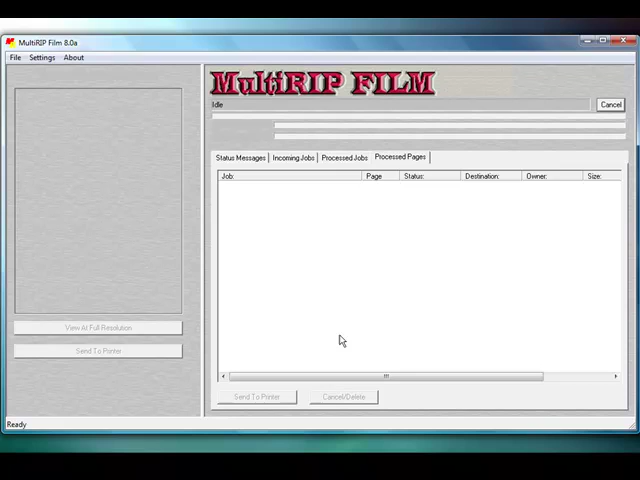 MultiRIP Film 8.0a
File Settings About
MultiRIP FILM
Idle
Cancel
Status Messages Incoming Jobs Processed Jobs Processed Pages
Job: Page Status: Destination: Owner: Size:
View At Full Resolution
Send To Printer
Send To Printer Cancel/Delete
Ready